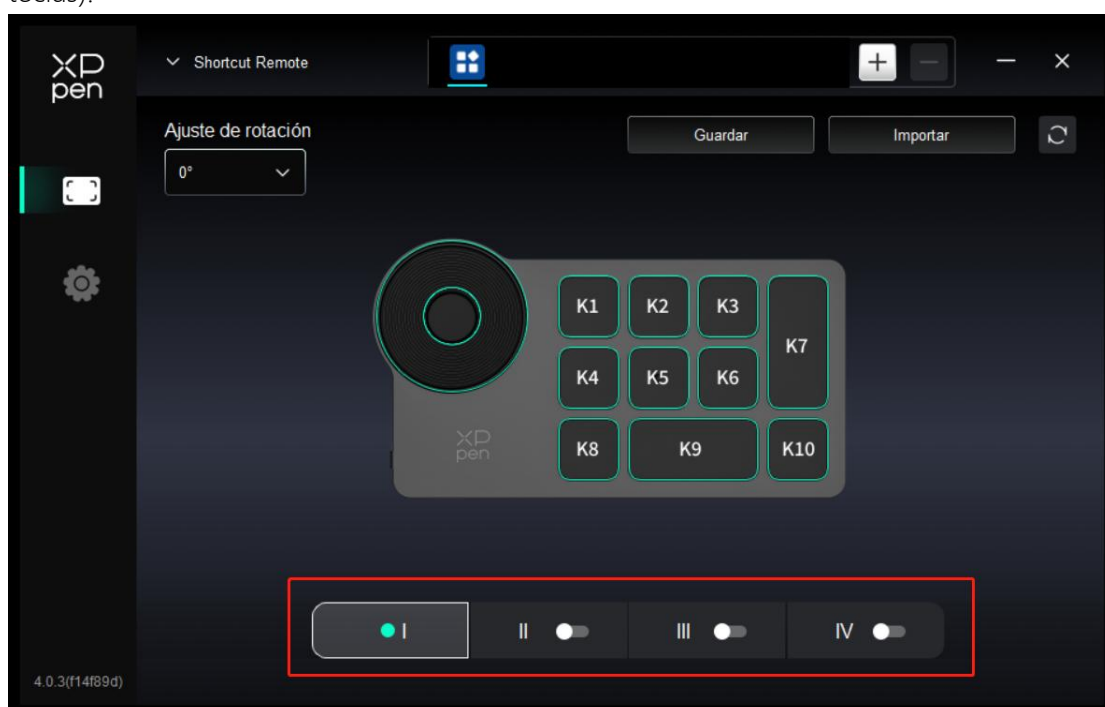 XP
pen
Shortcut Remote
Ajuste de rotación
Guardar
Importar
0°
K1 K2 K3
K7
K4 K5 K6
XP
pen
K8 K9 K10
I II III IV
4.0.3(f14f89d)